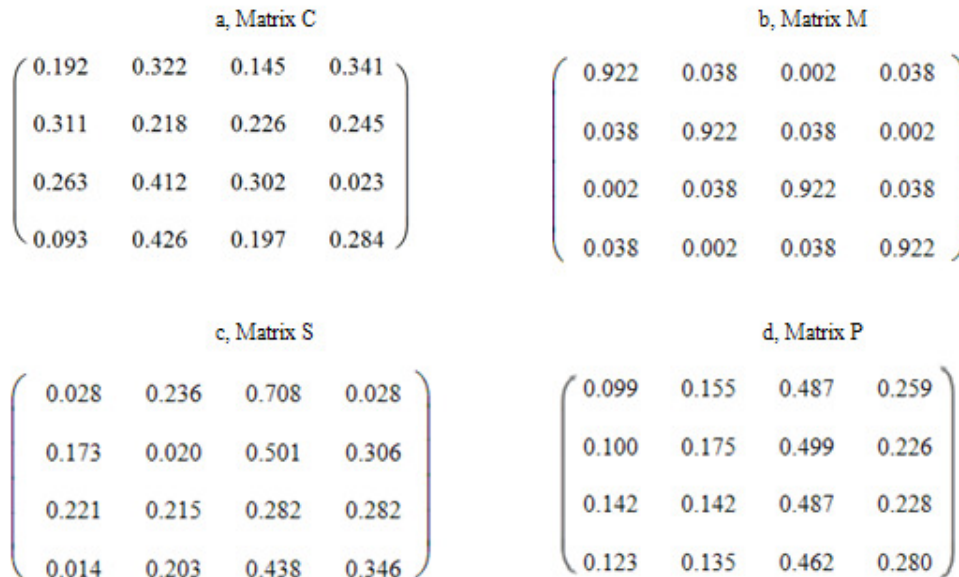 a, Matrix C
0.192 0.322 0.145 0.341
0.311 0.218 0.226 0.245
0.263 0.412 0.302 0.023
0.093 0.426 0.197 0.284
b, Matrix M
0.922 0.038 0.002 0.038
0.038 0.922 0.038 0.002
0.002 0.038 0.922 0.038
0.038 0.002 0.038 0.922
c, Matrix S
0.028 0.236 0.708 0.028
0.173 0.020 0.501 0.306
0.221 0.215 0.282 0.282
0.014 0.203 0.438 0.346
d, Matrix P
0.099 0.155 0.487 0.259
0.100 0.175 0.499 0.226
0.142 0.142 0.487 0.228
0.123 0.135 0.462 0.280